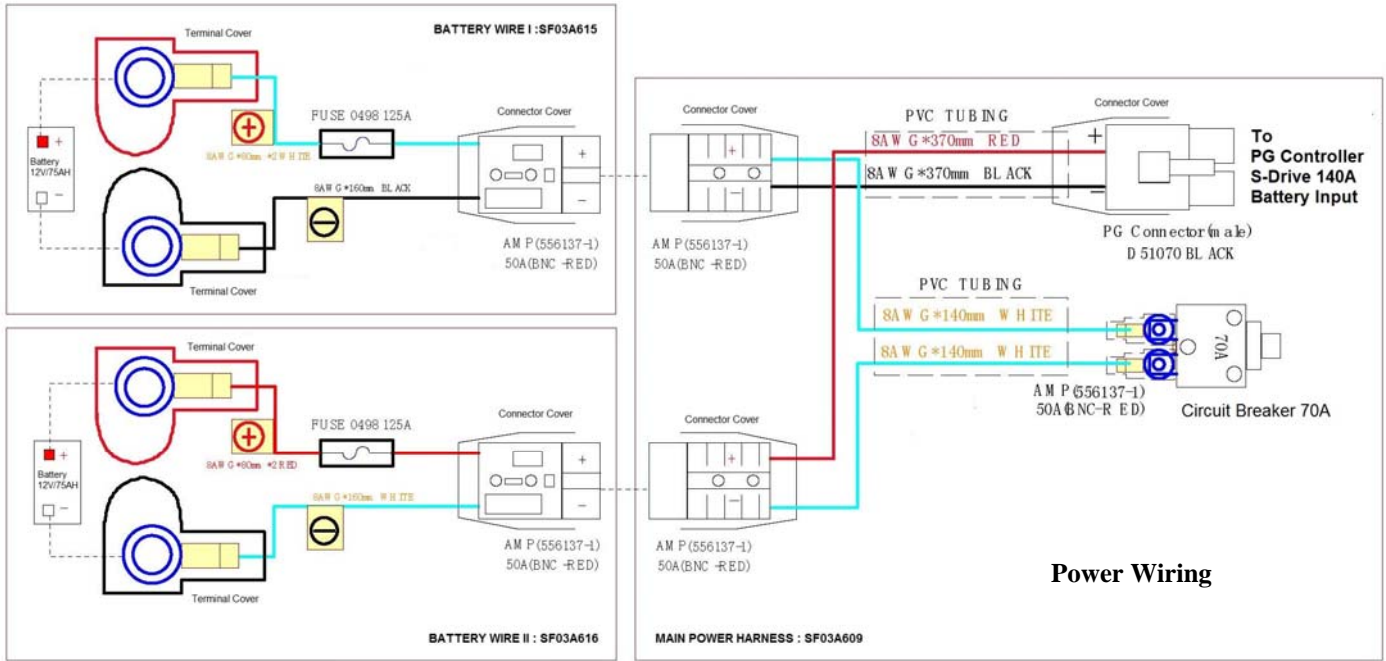 BATTERY WIRE I :SF03A615
Terminal Cover
+
Battery
12V/75AH
−
FUSE 0498 125A
8AWG*80mm *2 WHITE
Connector Cover
+
−
8AWG*160mm BLACK
AMP(556137-1)
50A(BNC-RED)
Terminal Cover
Terminal Cover
+
Battery
12V/75AH
−
FUSE 0498 125A
8AWG*80mm *2 RED
Connector Cover
+
−
8AWG*160mm WHITE
AMP(556137-1)
50A(BNC-RED)
Terminal Cover
BATTERY WIRE II : SF03A616
Connector Cover
+
−
AMP(556137-1)
50A(BNC-RED)
PVC TUBING
8AWG*370mm RED
8AWG*370mm BLACK
Connector Cover
+
−
To
PG Controller
S-Drive 140A
Battery Input
PG Connector(male)
D51070 BLACK
PVC TUBING
8AWG*140mm WHITE
8AWG*140mm WHITE
70A
AMP(556137-1)
50A(BNC-RED)
Circuit Breaker 70A
Connector Cover
+
−
AMP(556137-1)
50A(BNC-RED)
Power Wiring
MAIN POWER HARNESS : SF03A609